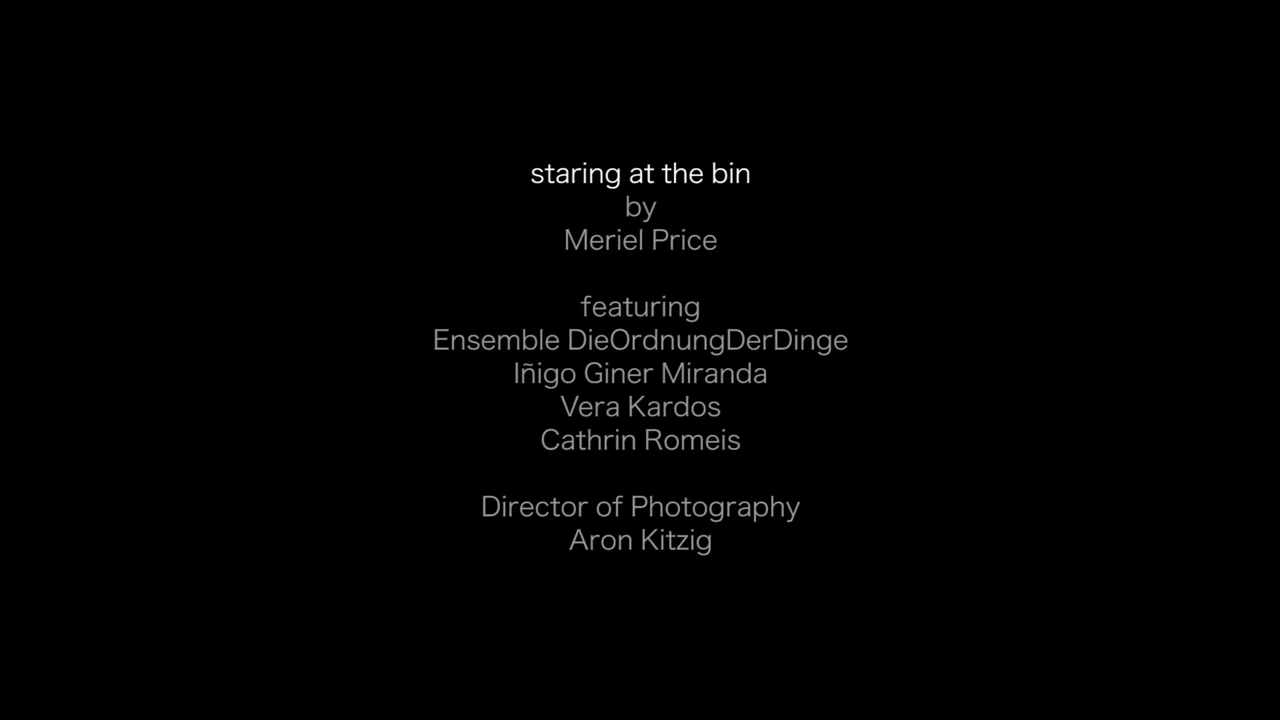 staring at the bin
by
Meriel Price
featuring
Ensemble DieOrdnungDerDinge
Iñigo Giner Miranda
Vera Kardos
Cathrin Romeis
Director of Photography
Aron Kitzig